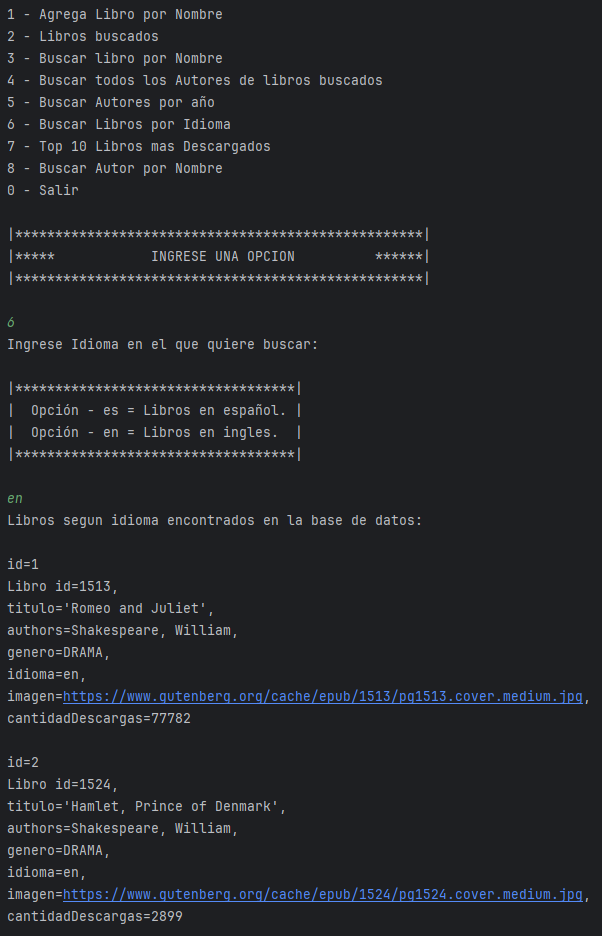 1 - Agrega Libro por Nombre
2 - Libros buscados
3 - Buscar libro por Nombre
4 - Buscar todos los Autores de libros buscados
5 - Buscar Autores por año
6 - Buscar Libros por Idioma
7 - Top 10 Libros mas Descargados
8 - Buscar Autor por Nombre
0 - Salir
|***************************************************|
|*****            INGRESE UNA OPCION          ******|
|***************************************************|
6
Ingrese Idioma en el que quiere buscar:
|***********************************|
|  Opción - es = Libros en español. |
|  Opción - en = Libros en ingles.  |
|***********************************|
en
Libros segun idioma encontrados en la base de datos:
id=1
Libro id=1513,
titulo='Romeo and Juliet',
authors=Shakespeare, William,
genero=DRAMA,
idioma=en,
imagen=https://www.gutenberg.org/cache/epub/1513/pg1513.cover.medium.jpg,
cantidadDescargas=77782
id=2
Libro id=1524,
titulo='Hamlet, Prince of Denmark',
authors=Shakespeare, William,
genero=DRAMA,
idioma=en,
imagen=https://www.gutenberg.org/cache/epub/1524/pg1524.cover.medium.jpg,
cantidadDescargas=2899